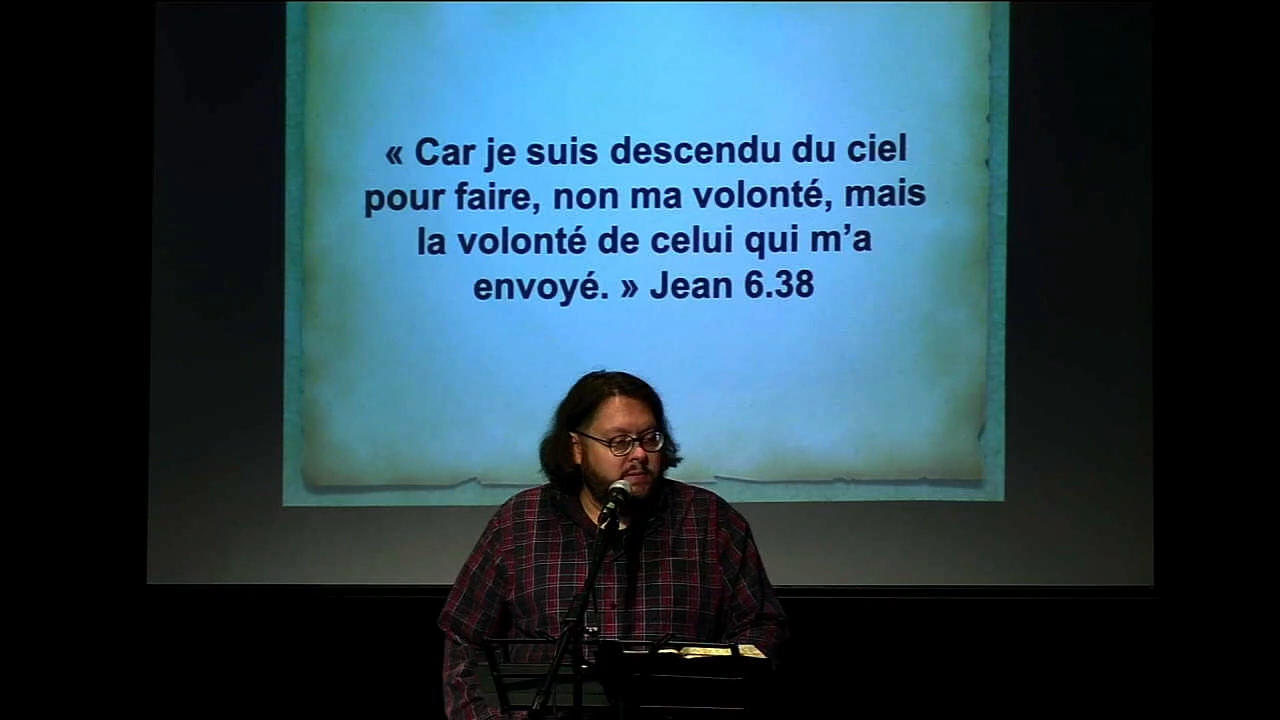 « Car je suis descendu du ciel
pour faire, non ma volonté, mais
la volonté de celui qui m’a
envoyé. » Jean 6.38